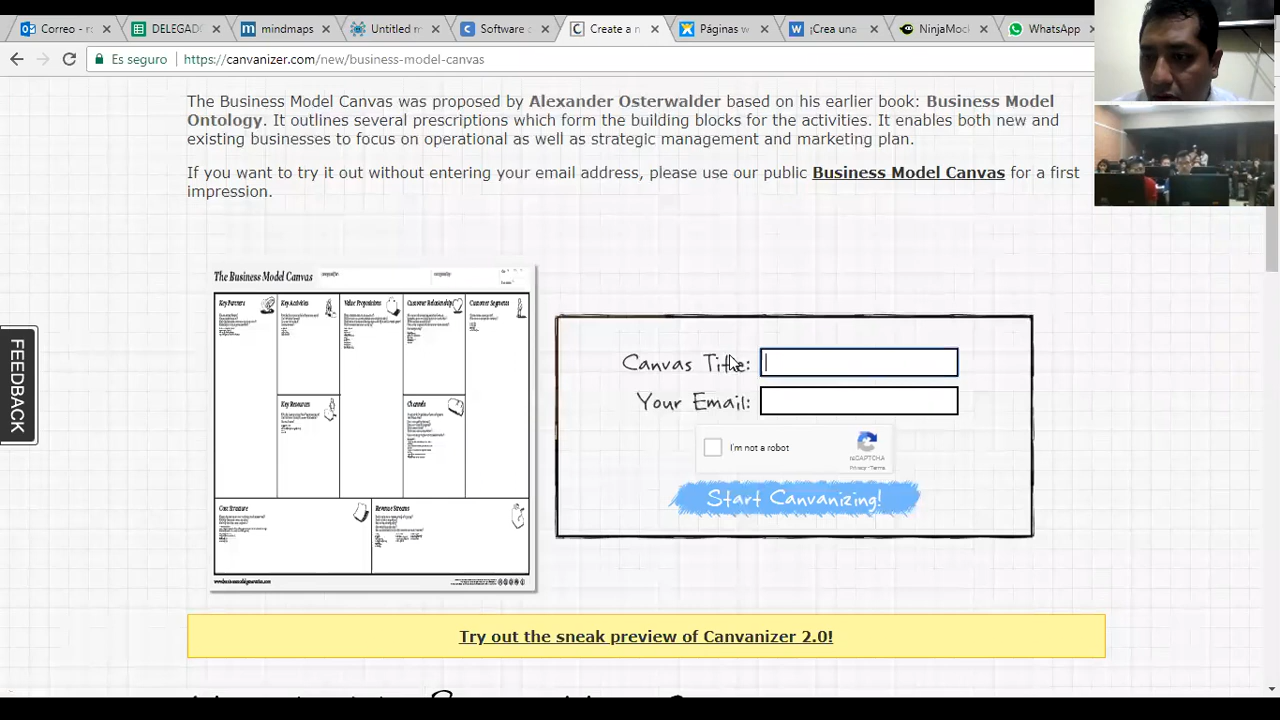 Correo - ro
DELEGAD
mindmaps
Untitled m
Software
Create a n
Páginas w
¡Crea una
NinjaMoc
WhatsApp
Es seguro https://canvanizer.com/new/business-model-canvas
The Business Model Canvas was proposed by Alexander Osterwalder based on his earlier book: Business Model
Ontology. It outlines several prescriptions which form the building blocks for the activities. It enables both new and
existing businesses to focus on operational as well as strategic management and marketing plan.
If you want to try it out without entering your email address, please use our public Business Model Canvas for a first
impression.
FEEDBACK
The Business Model Canvas
Key Partners
Key Activities
Value Propositions
Customer Relationships
Customer Segments
Key Resources
Channels
Cost Structure
Revenue Streams
Canvas Title:
Your Email:
I'm not a robot
reCAPTCHA
Privacy - Terms
Start Canvanizing!
Try out the sneak preview of Canvanizer 2.0!